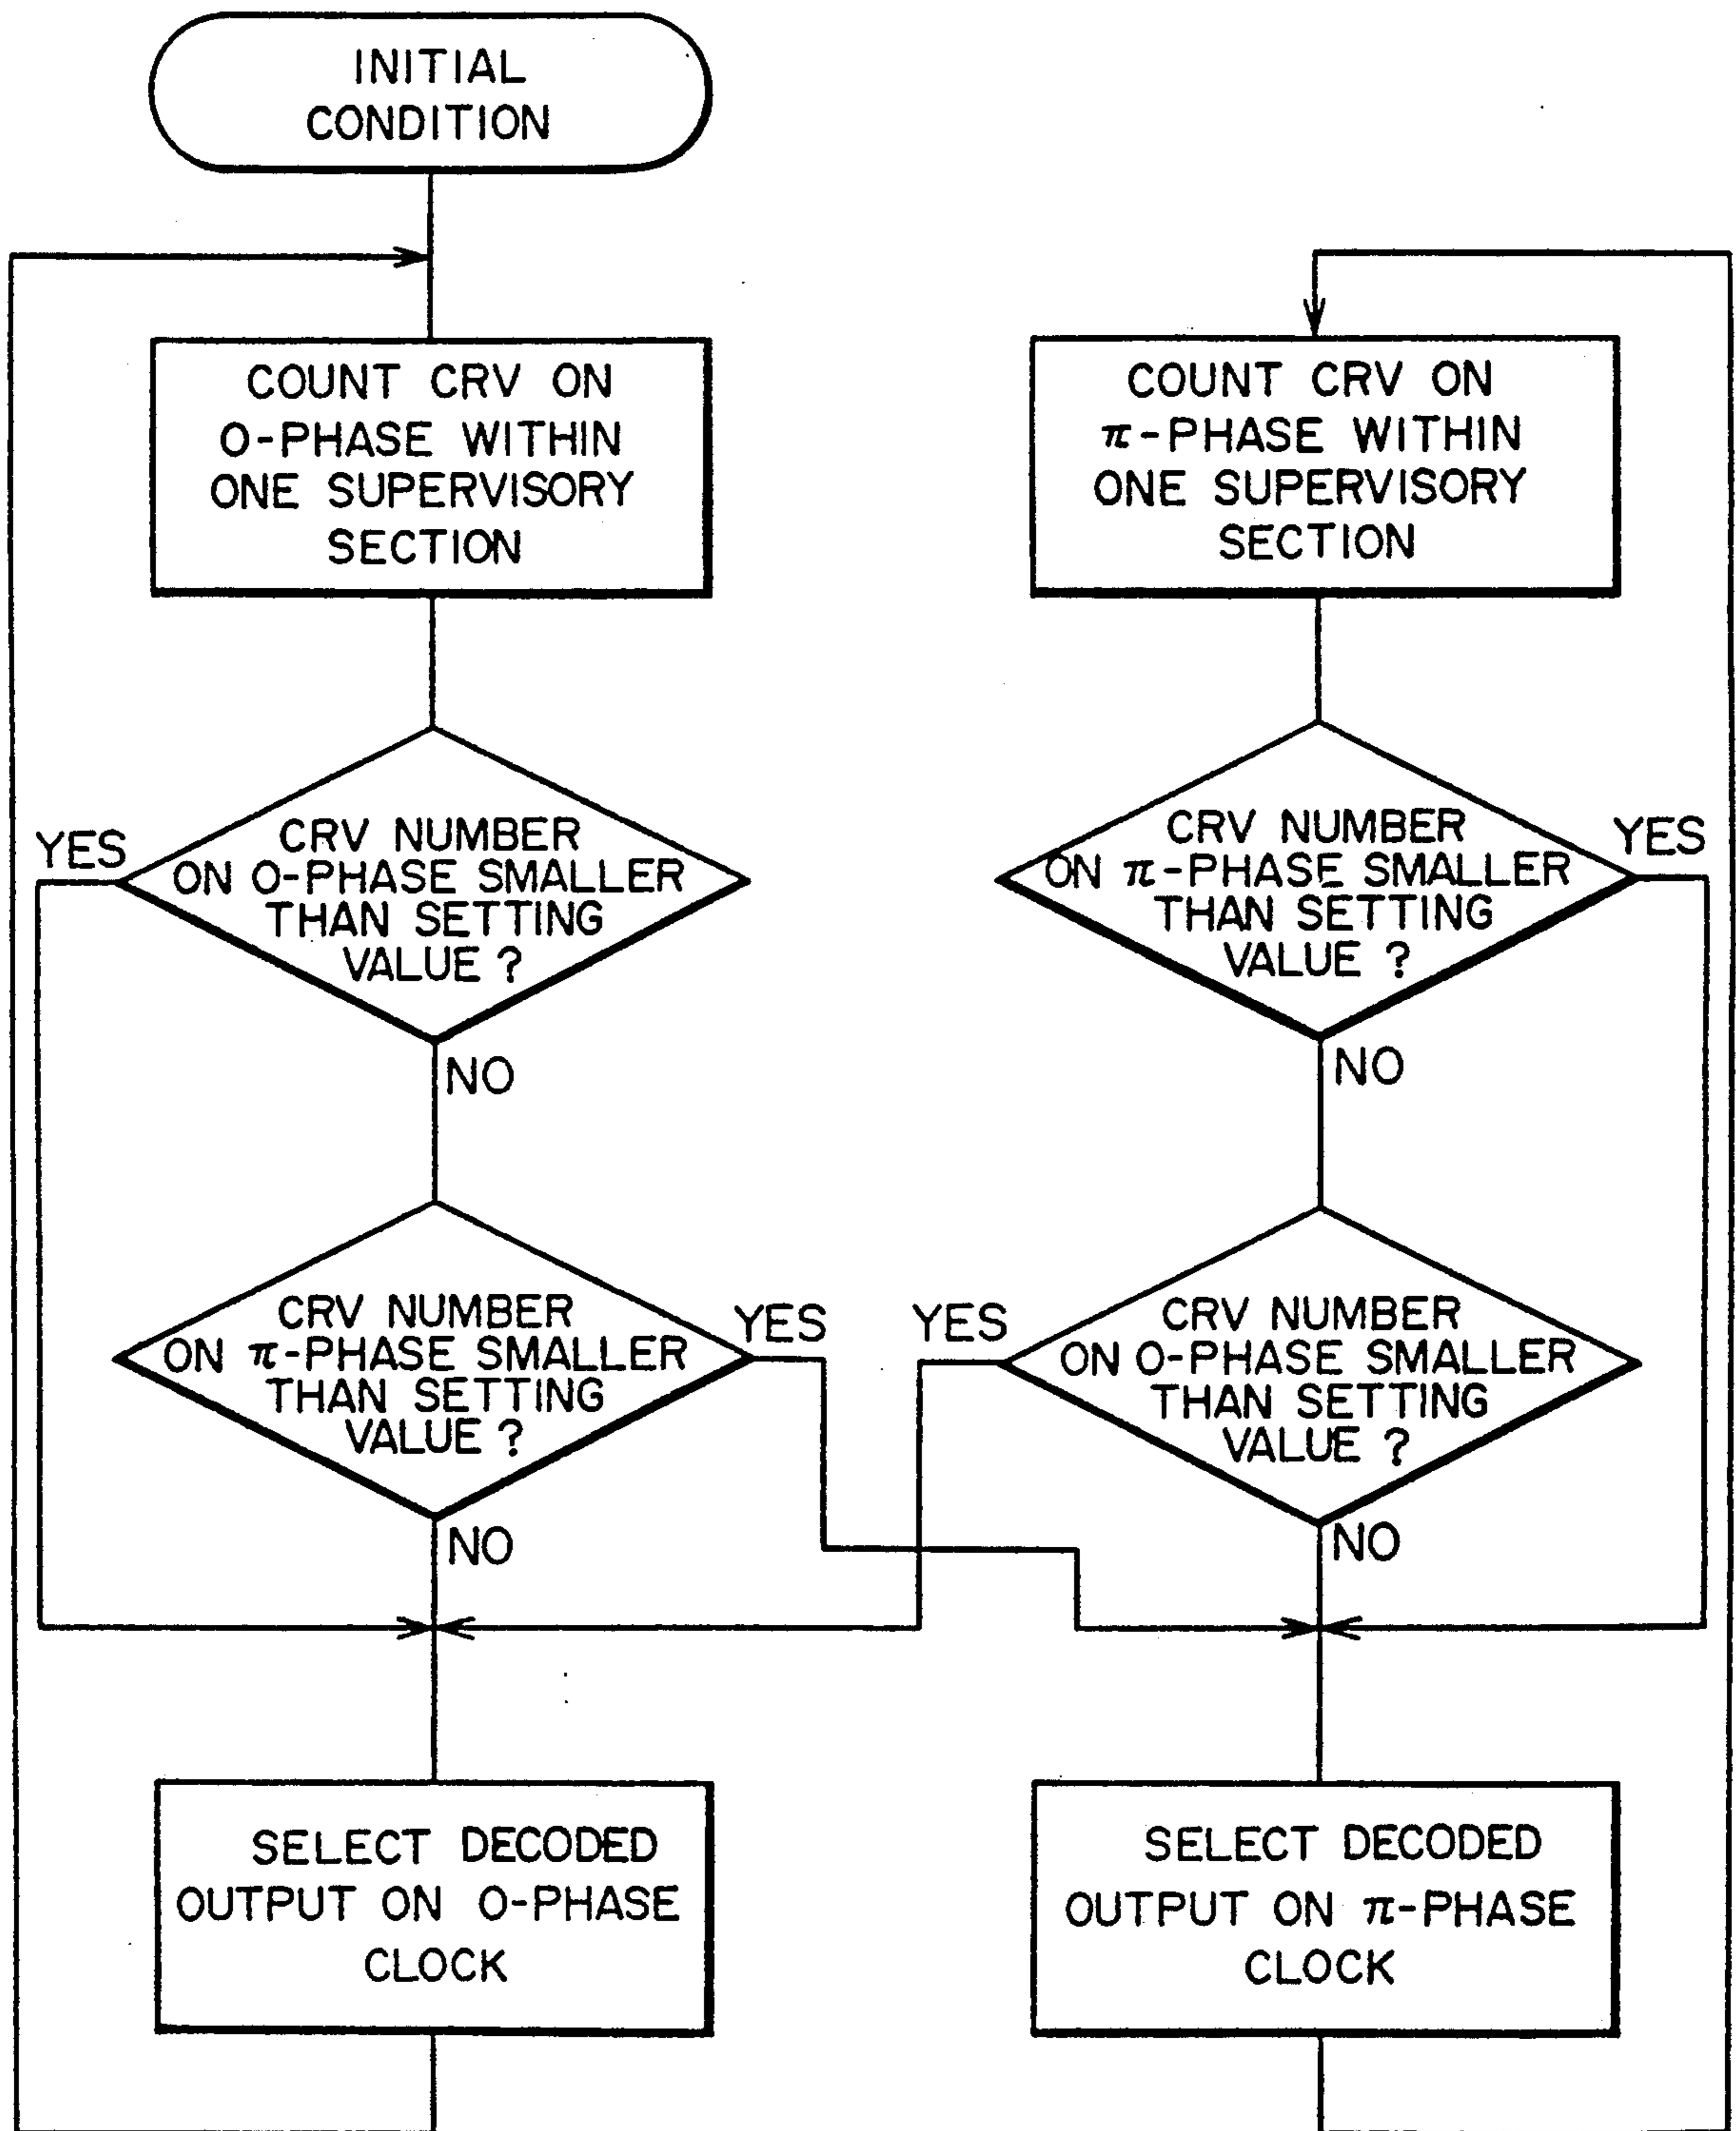 INITIAL
CONDITION
COUNT CRV ON
0-PHASE WITHIN
ONE SUPERVISORY
SECTION
COUNT CRV ON
π-PHASE WITHIN
ONE SUPERVISORY
SECTION
YES
CRV NUMBER
ON 0-PHASE SMALLER
THAN SETTING
VALUE ?
NO
CRV NUMBER
ON π-PHASE SMALLER
THAN SETTING
VALUE ?
YES
NO
CRV NUMBER
ON π-PHASE SMALLER
THAN SETTING
VALUE ?
YES
NO
YES
CRV NUMBER
ON 0-PHASE SMALLER
THAN SETTING
VALUE ?
NO
SELECT DECODED
OUTPUT ON 0-PHASE
CLOCK
SELECT DECODED
OUTPUT ON π-PHASE
CLOCK